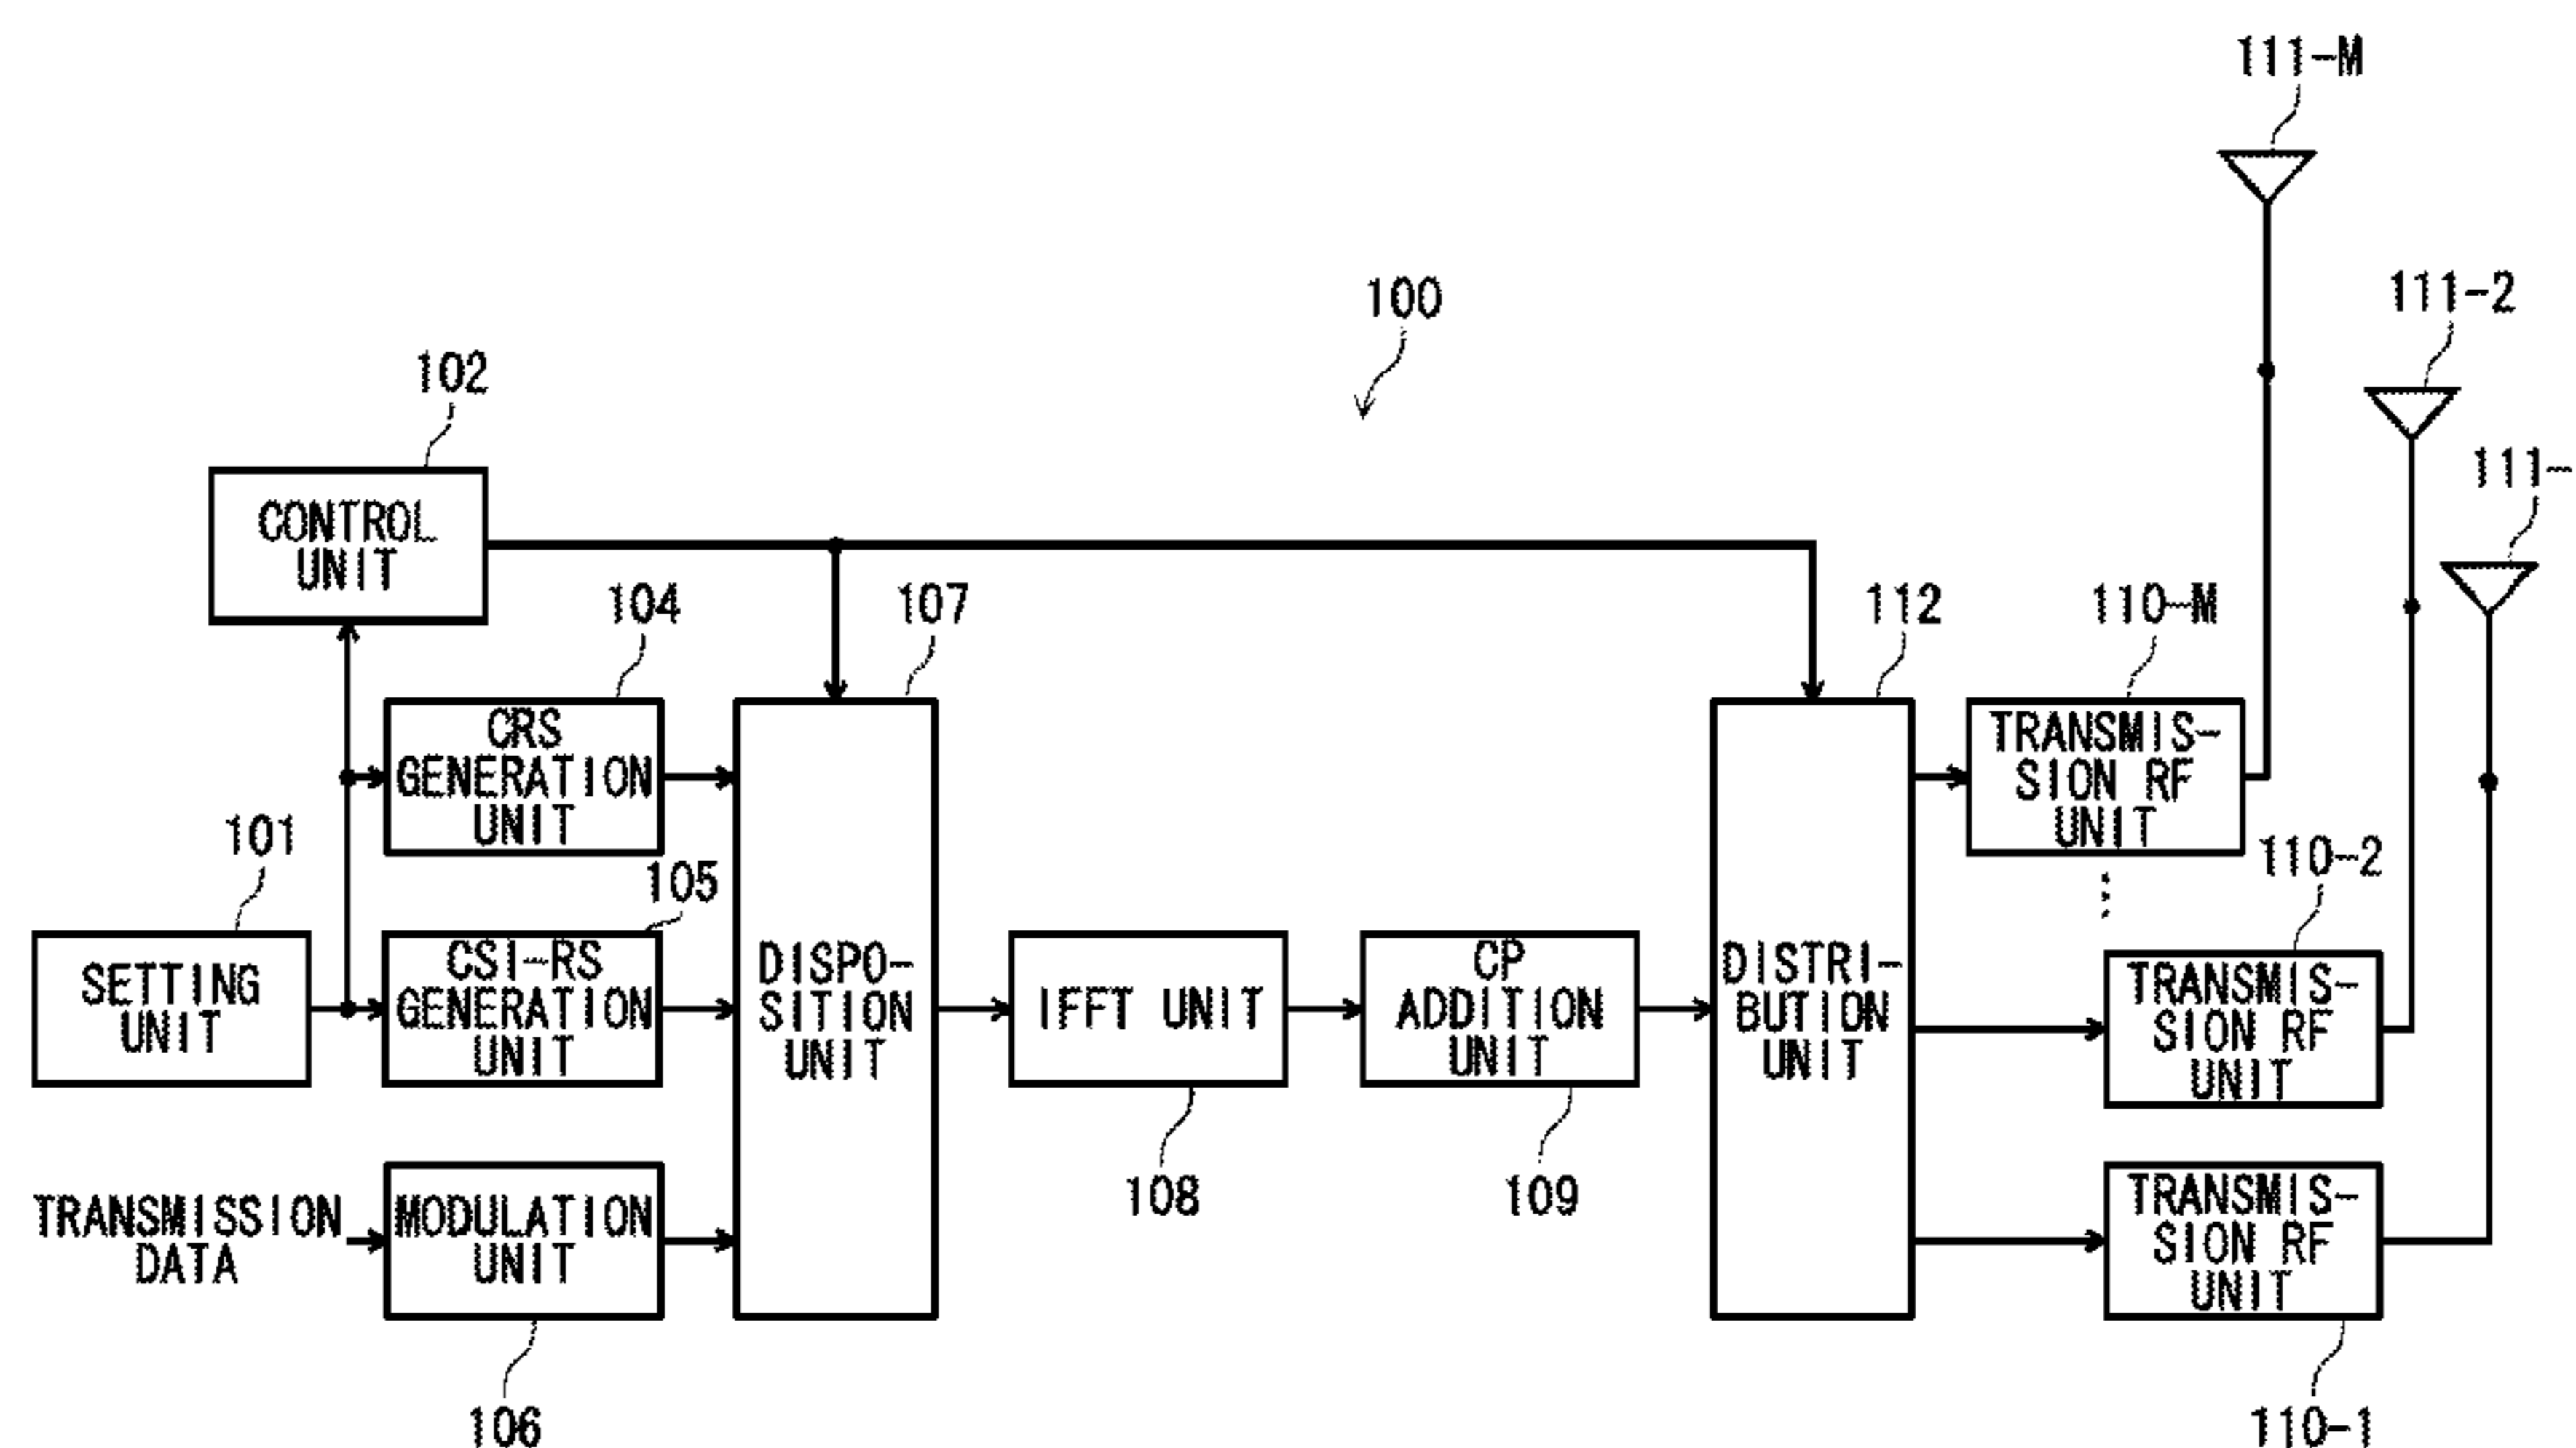 111-M
100
111-2
102
111-
CONTROL
UNIT
104
107
112
110-M
CRS
GENERATION
UNIT
TRANSMIS-
SION RF
UNIT
101
105
110-2
SETTING
UNIT
CSI-RS
GENERATION
UNIT
DISPO-
SITION
UNIT
IFFT UNIT
CP
ADDITION
UNIT
DISTRI-
BUTION
UNIT
TRANSMIS-
SION RF
UNIT
108
109
TRANSMISSION
DATA
MODULATION
UNIT
TRANSMIS-
SION RF
UNIT
106
110-1